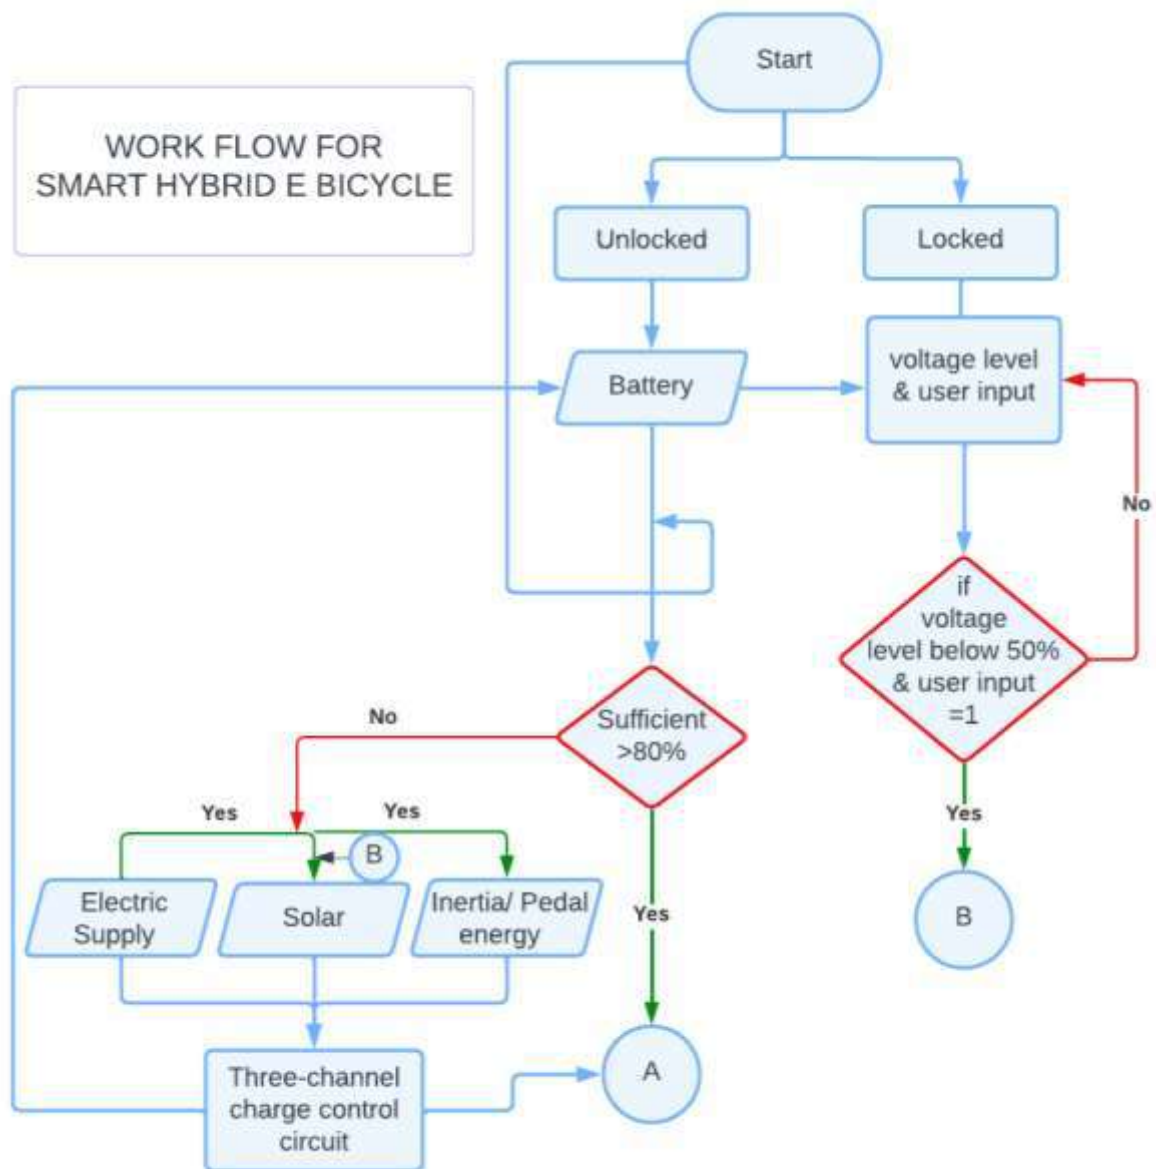 Start
WORK FLOW FOR
SMART HYBRID E BICYCLE
Unlocked
Locked
Battery
voltage level
& user input
No
if
voltage
level below 50%
& user input
=1
Sufficient
>80%
No
Yes
Yes
B
Yes
Electric
Supply
Solar
Inertia/ Pedal
energy
Yes
B
Three-channel
charge control
circuit
A